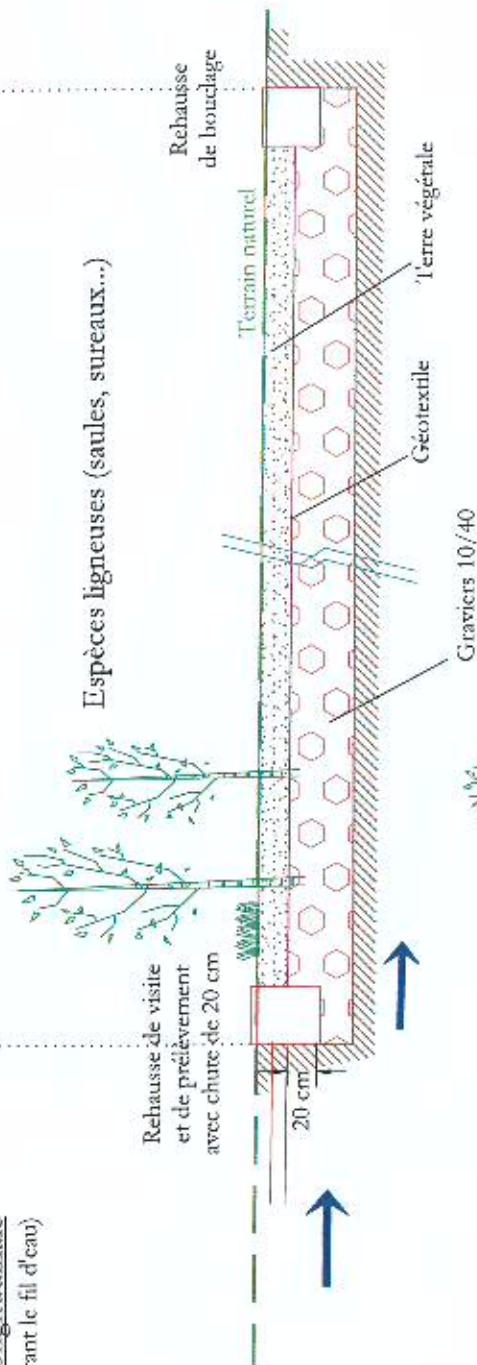 rant le fil d'eau)
Rehausse de visite
et de prélèvement
avec chute de 20 cm
20 cm
Espèces ligneuses (saules, sureaux...)
Terrain naturel
Rehausse
de bouclage
Graviers 10/40
Géotextile
Terre végétale